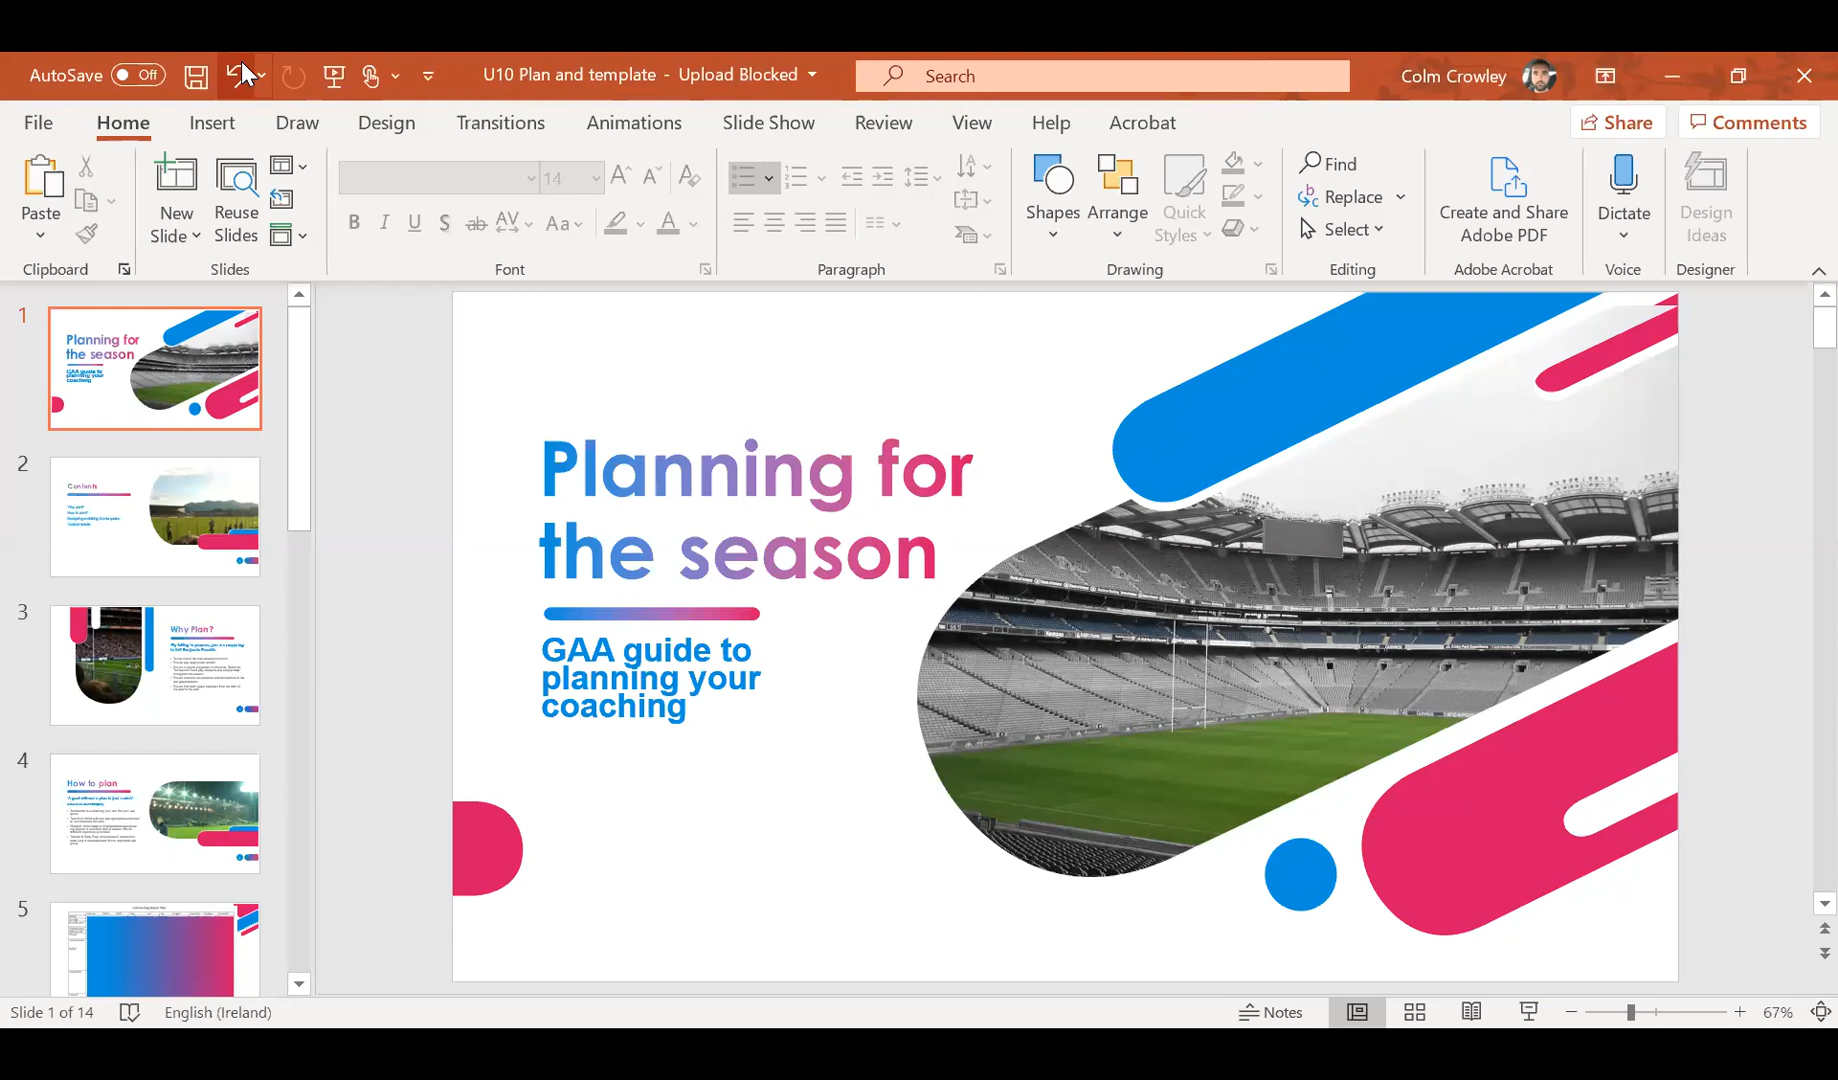 AutoSave Off U10 Plan and template - Upload Blocked Search Colm Crowley
File Home Insert Draw Design Transitions Animations Slide Show Review View Help Acrobat Share Comments
Paste
New Slide
Reuse Slides
14
B I U S ab AV Aa A
Shapes
Arrange
Quick Styles
Find
Replace
Select
Create and Share Adobe PDF
Dictate
Design Ideas
Clipboard Slides Font Paragraph Drawing Editing Adobe Acrobat Voice Designer
1
Planning for
the season
GAA guide to
planning your
coaching
2
Contents
3
Why Plan?
4
How to plan
5
Planning for
the season
GAA guide to
planning your
coaching
Slide 1 of 14 English (Ireland) Notes 67%